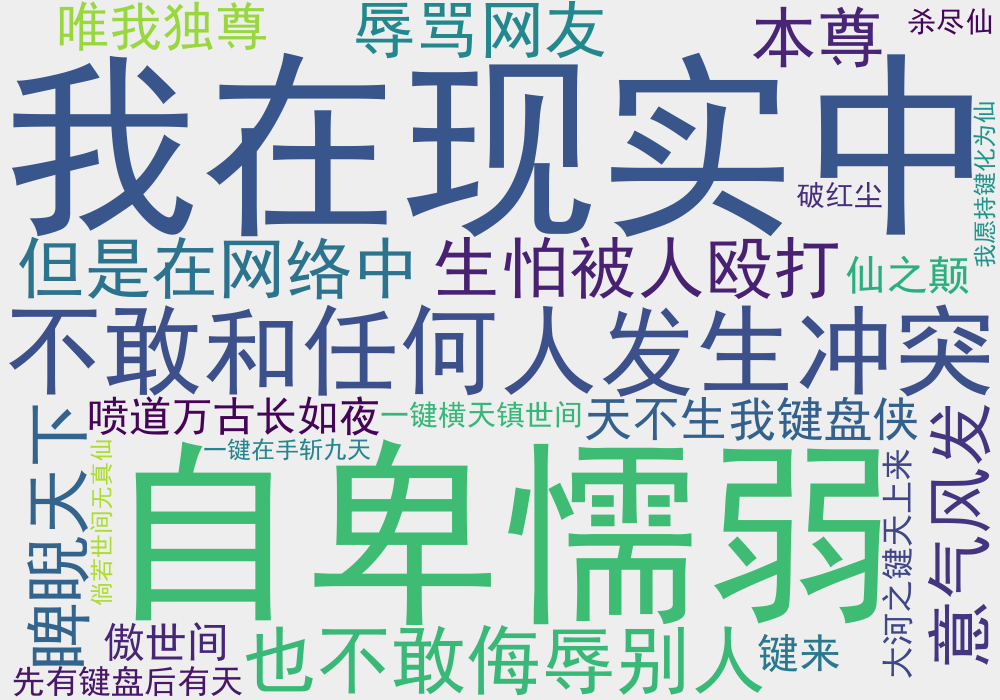 唯我独尊
辱骂网友
本尊
杀尽仙
我在现实中
破红尘
我愿持键化为仙
但是在网络中
生怕被人殴打
仙之颠
不敢和任何人发生冲突
喷道万古长如夜
一键横天镇世间
天不生我键盘侠
睥睨天下
倘若世间无真仙
一键在手斩九天
自卑懦弱
大河之键天上来
意气风发
傲世间
也不敢侮辱别人
键来
先有键盘后有天